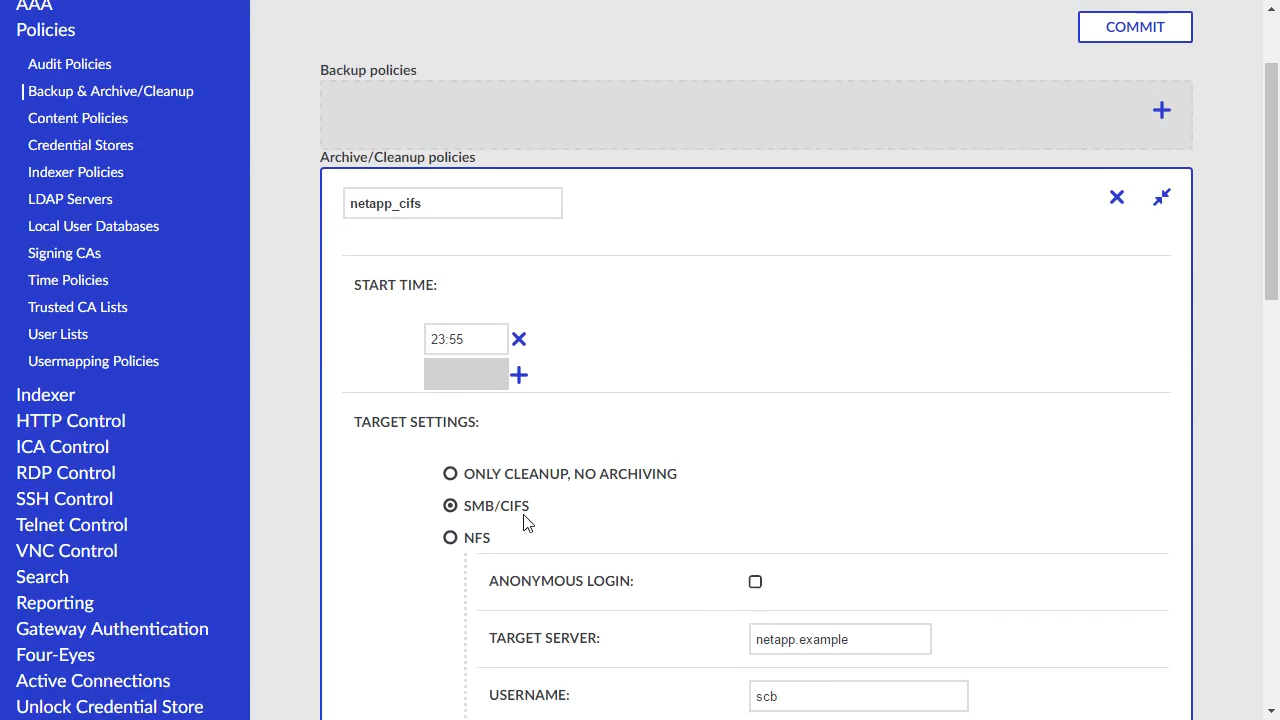 AAA
Policies
Audit Policies
Backup & Archive/Cleanup
Content Policies
Credential Stores
Indexer Policies
LDAP Servers
Local User Databases
Signing CAs
Time Policies
Trusted CA Lists
User Lists
Usermapping Policies
Indexer
HTTP Control
ICA Control
RDP Control
SSH Control
Telnet Control
VNC Control
Search
Reporting
Gateway Authentication
Four-Eyes
Active Connections
Unlock Credential Store
COMMIT
Backup policies
Archive/Cleanup policies
netapp_cifs
START TIME:
23:55
TARGET SETTINGS:
ONLY CLEANUP, NO ARCHIVING
SMB/CIFS
NFS
ANONYMOUS LOGIN:
TARGET SERVER: netapp.example
USERNAME: scb